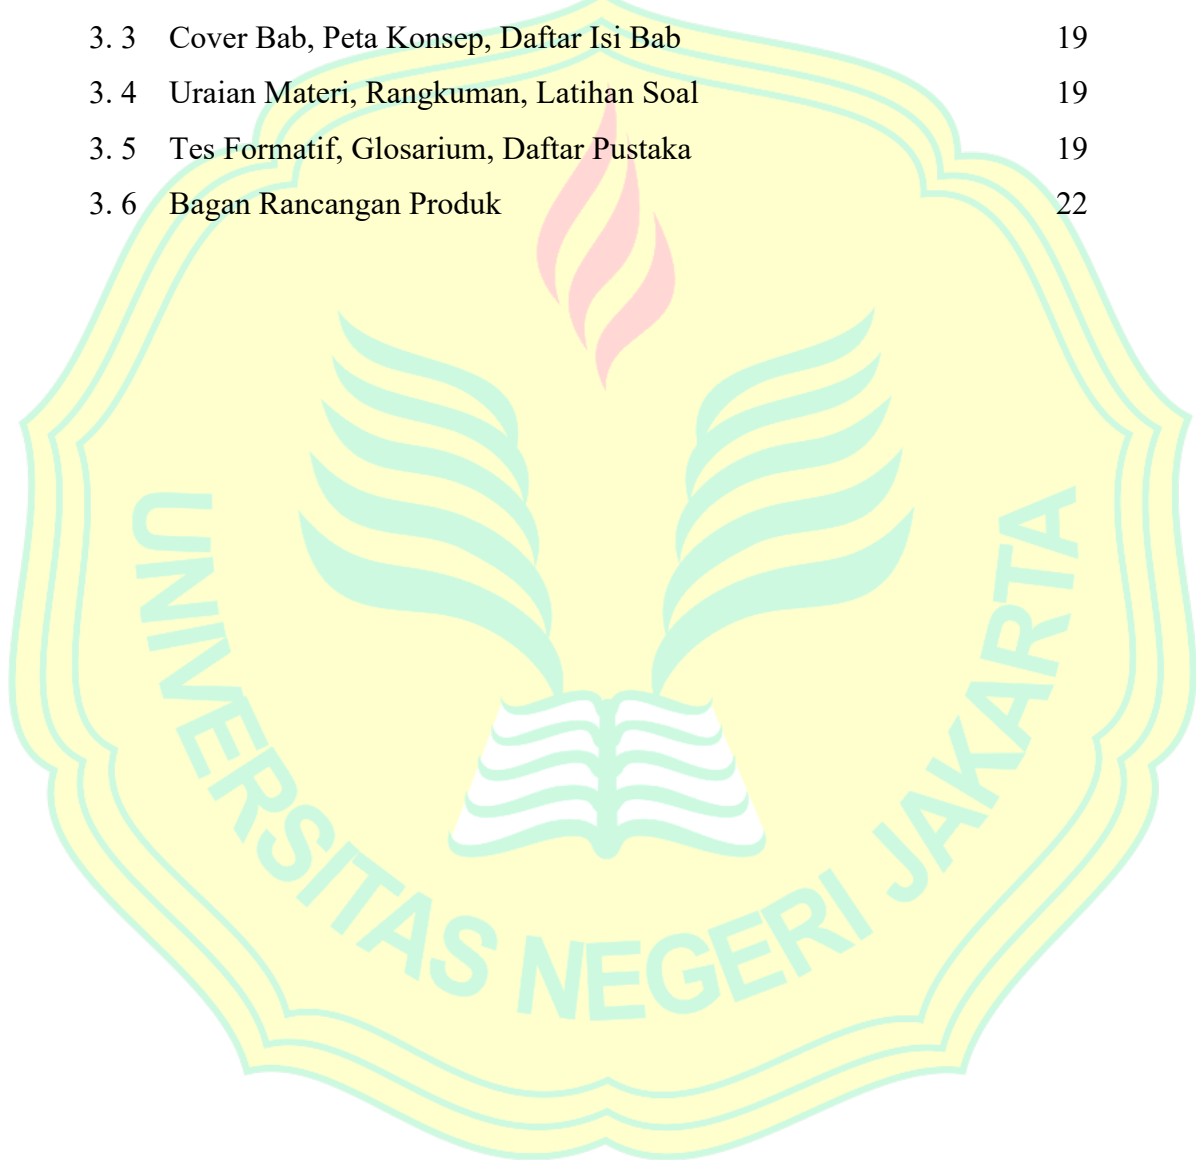 3. 3 Cover Bab, Peta Konsep, Daftar Isi Bab 19
3. 4 Uraian Materi, Rangkuman, Latihan Soal 19
3. 5 Tes Formatif, Glosarium, Daftar Pustaka 19
3. 6 Bagan Rancangan Produk 22
UNIVERSITAS NEGERI JAKARTA